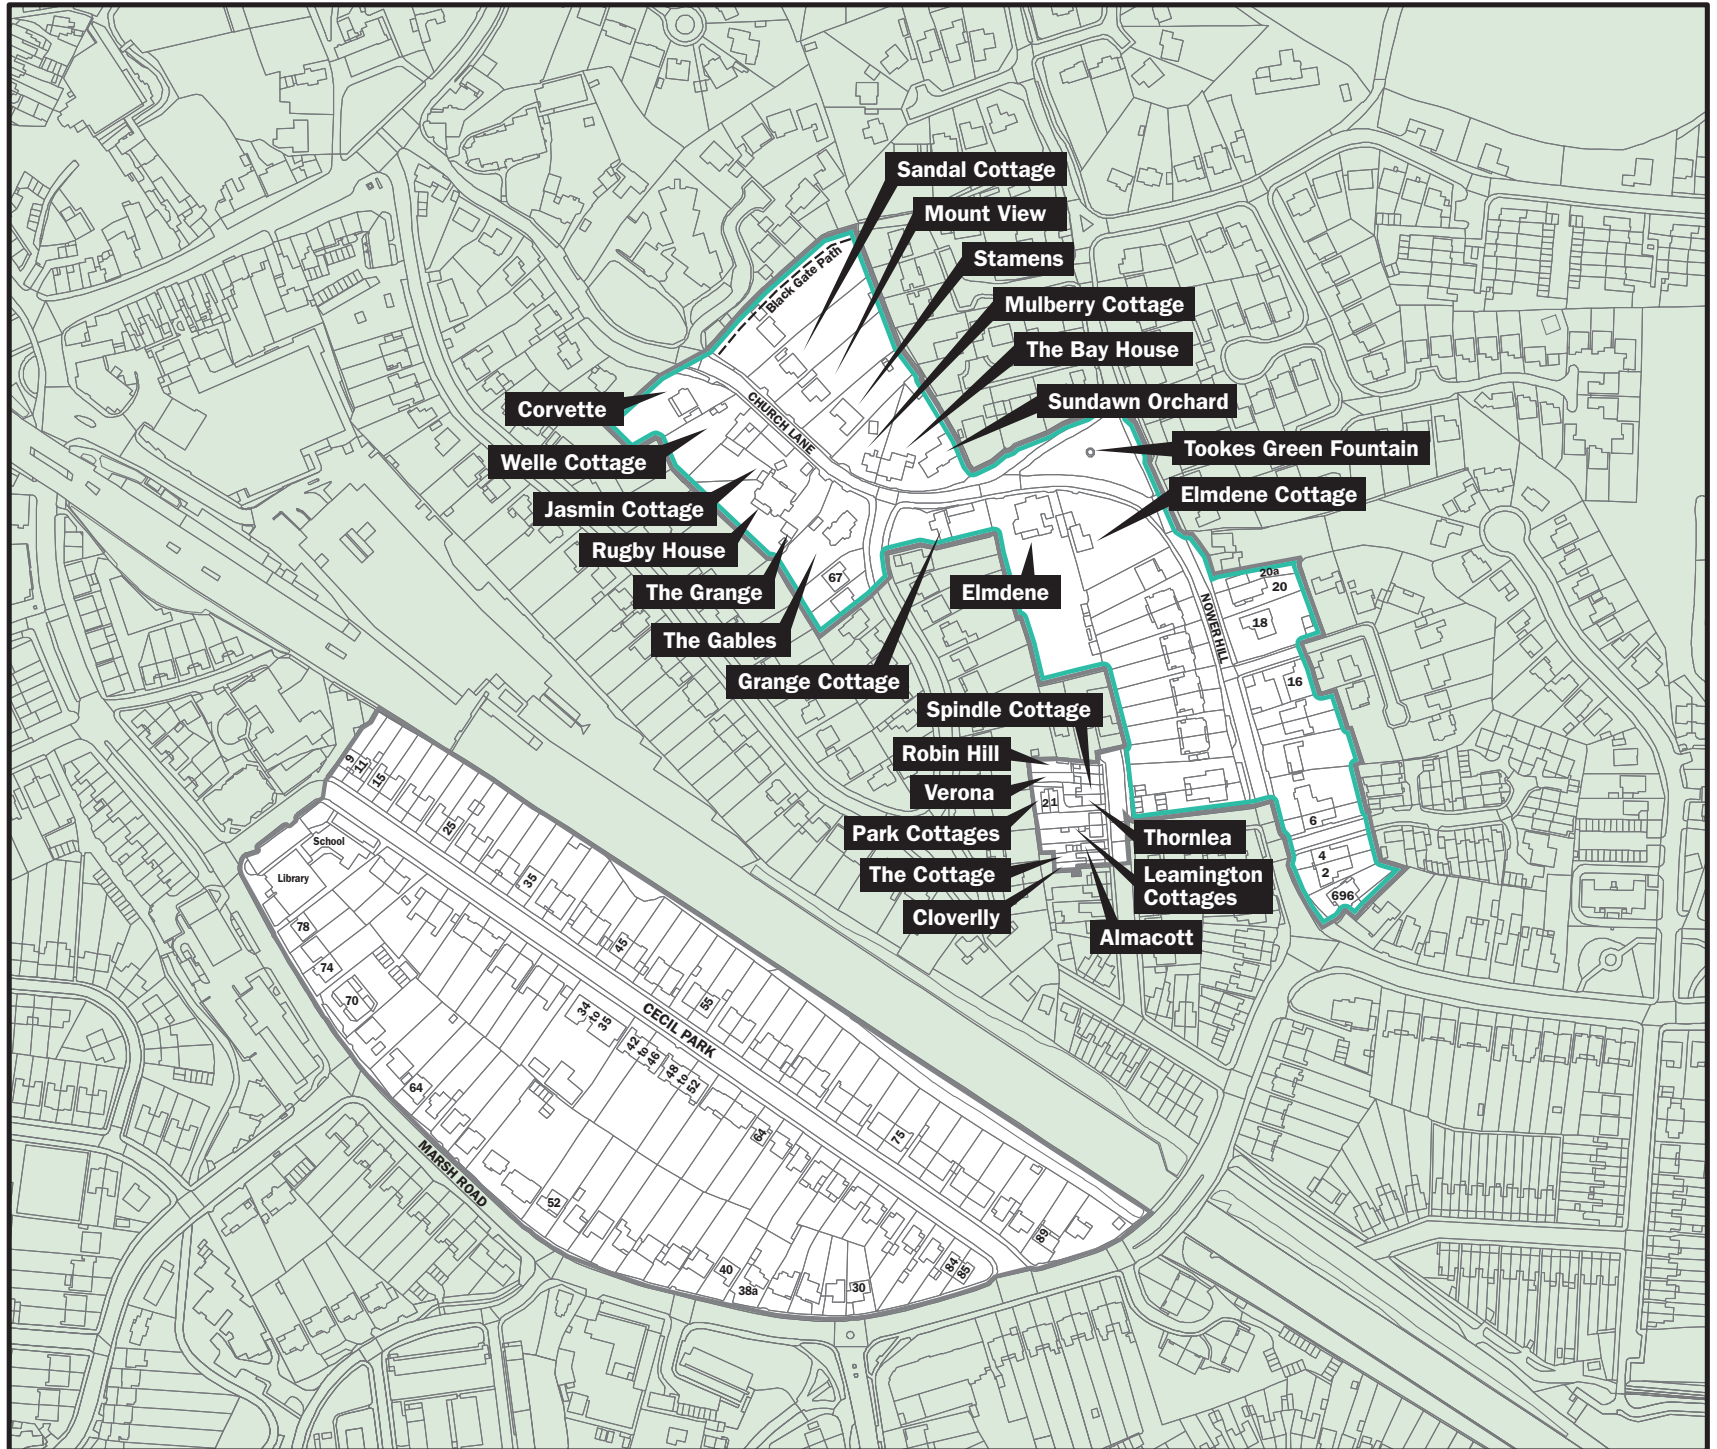 Sandal Cottage
Mount View
Stamens
Mulberry Cottage
The Bay House
Sundawn Orchard
Tookes Green Fountain
Elmdene Cottage
Black Gate Path
CHURCH LANE
Corvette
Welle Cottage
Jasmin Cottage
Rugby House
The Grange
The Gables
Grange Cottage
67
Elmdene
NOWER HILL
20a
20
18
16
6
4
2
696
Spindle Cottage
Robin Hill
Verona
Park Cottages
The Cottage
Cloverlly
21
Thornlea
Leamington
Cottages
Almacott
9
11
15
25
35
45
55
75
89
School
Library
78
74
70
64
52
40
38a
30
CECIL PARK
34
to
35
42
to
46
48
to
52
64
84
85
MARSH ROAD